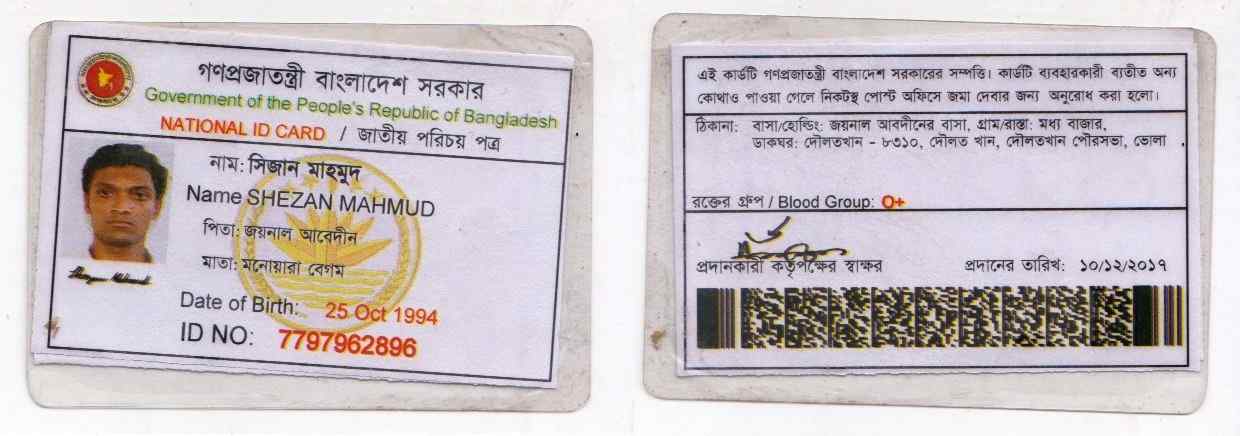 গণপ্রজাতন্ত্রী বাংলাদেশ সরকার
Government of the People's Republic of Bangladesh
NATIONAL ID CARD / জাতীয় পরিচয় পত্র
নাম: সিজান মাহমুদ
Name SHEZAN MAHMUD
পিতা: জয়নাল আবেদীন
মাতা: মনোয়ারা বেগম
Date of Birth: 25 Oct 1994
ID NO: 7797962896
এই কার্ডটি গণপ্রজাতন্ত্রী বাংলাদেশ সরকারের সম্পত্তি। কার্ডটি ব্যবহারকারী ব্যতীত অন্য
কোথাও পাওয়া গেলে নিকটস্থ পোস্ট অফিসে জমা দেবার জন্য অনুরোধ করা হলো।
ঠিকানা: বাসা/হোল্ডিং: জয়নাল আবদীনের বাসা, গ্রাম/রাস্তা: মধ্য বাজার,
ডাকঘর: দৌলতখান - ৮৩১০, দৌলত খান, দৌলতখান পৌরসভা, ভোলা
রক্তের গ্রুপ / Blood Group: O+
প্রদানকারী কর্তৃপক্ষের স্বাক্ষর প্রদানের তারিখ: ১০/১২/২০১৭